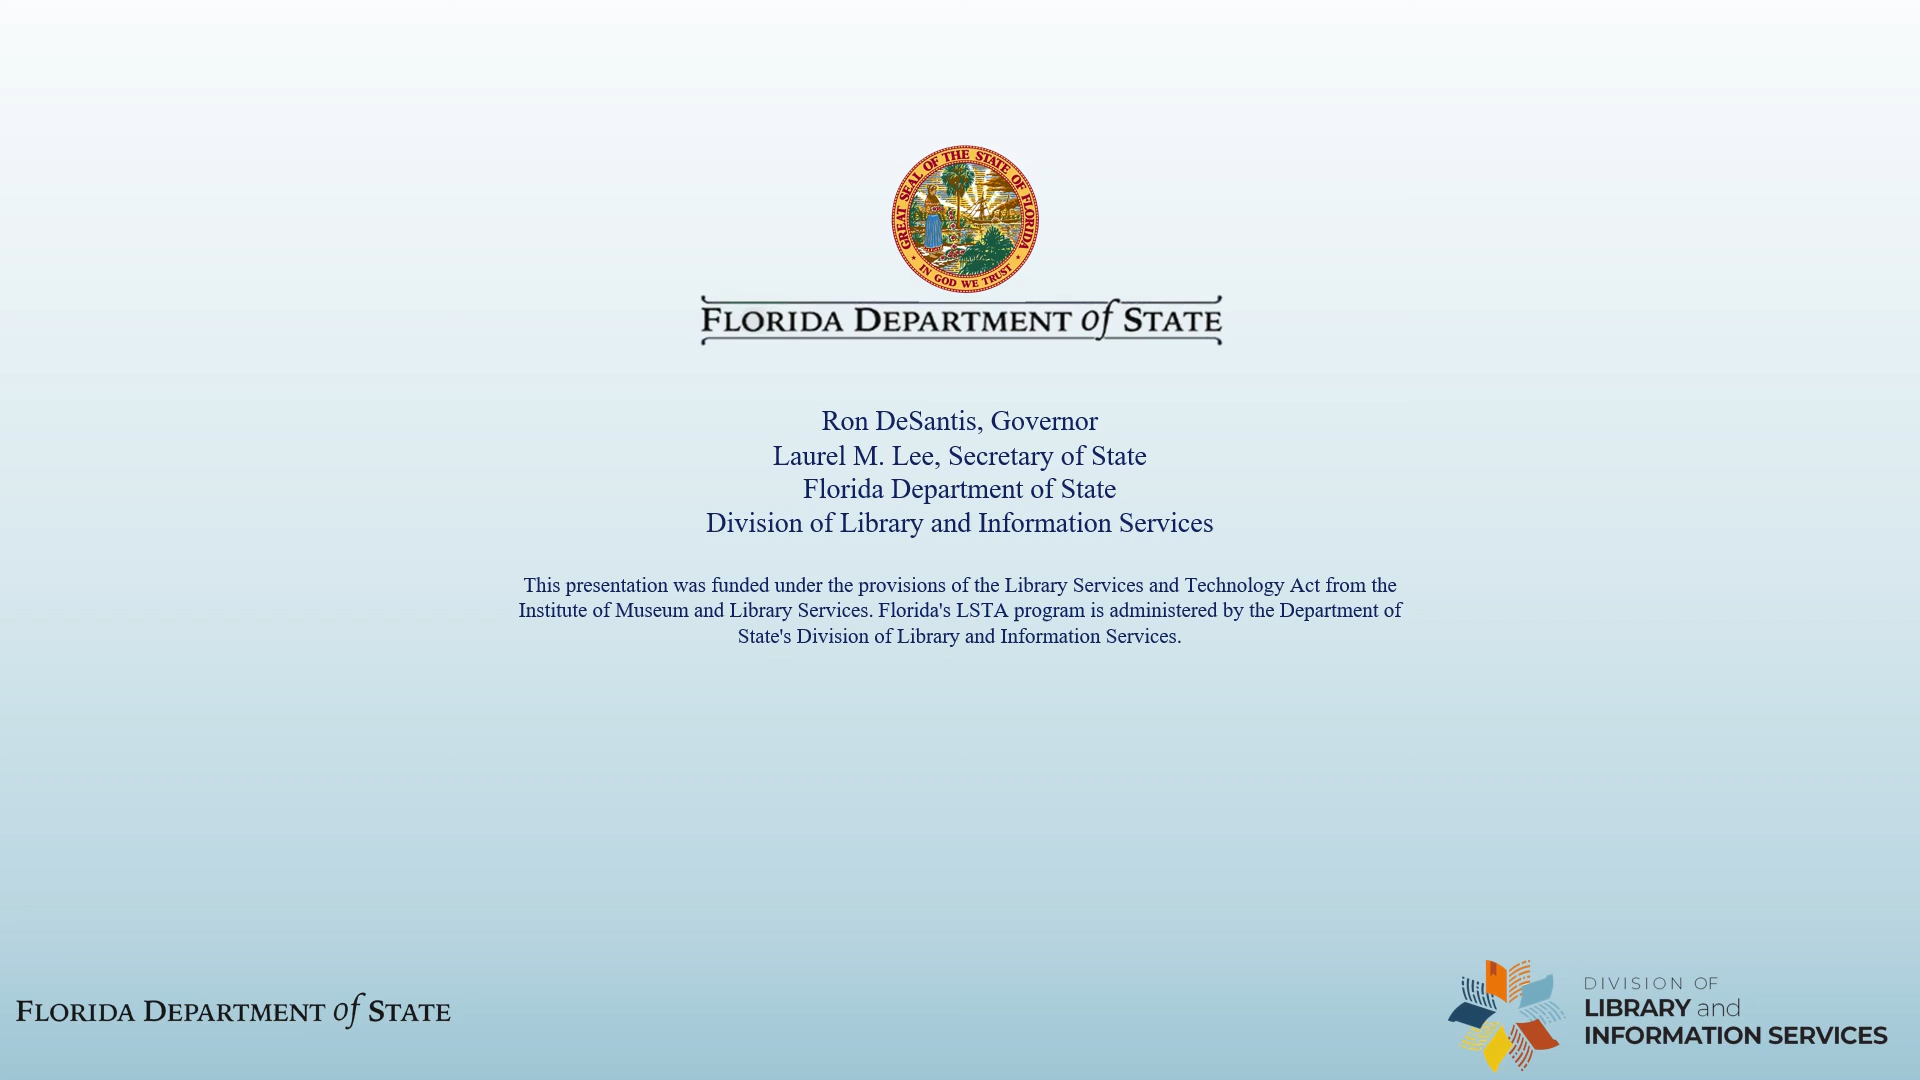 GREAT SEAL OF THE STATE OF FLORIDA
IN GOD WE TRUST
FLORIDA DEPARTMENT of STATE
Ron DeSantis, Governor
Laurel M. Lee, Secretary of State
Florida Department of State
Division of Library and Information Services
This presentation was funded under the provisions of the Library Services and Technology Act from the
Institute of Museum and Library Services. Florida's LSTA program is administered by the Department of
State's Division of Library and Information Services.
FLORIDA DEPARTMENT of STATE
DIVISION OF
LIBRARY and
INFORMATION SERVICES